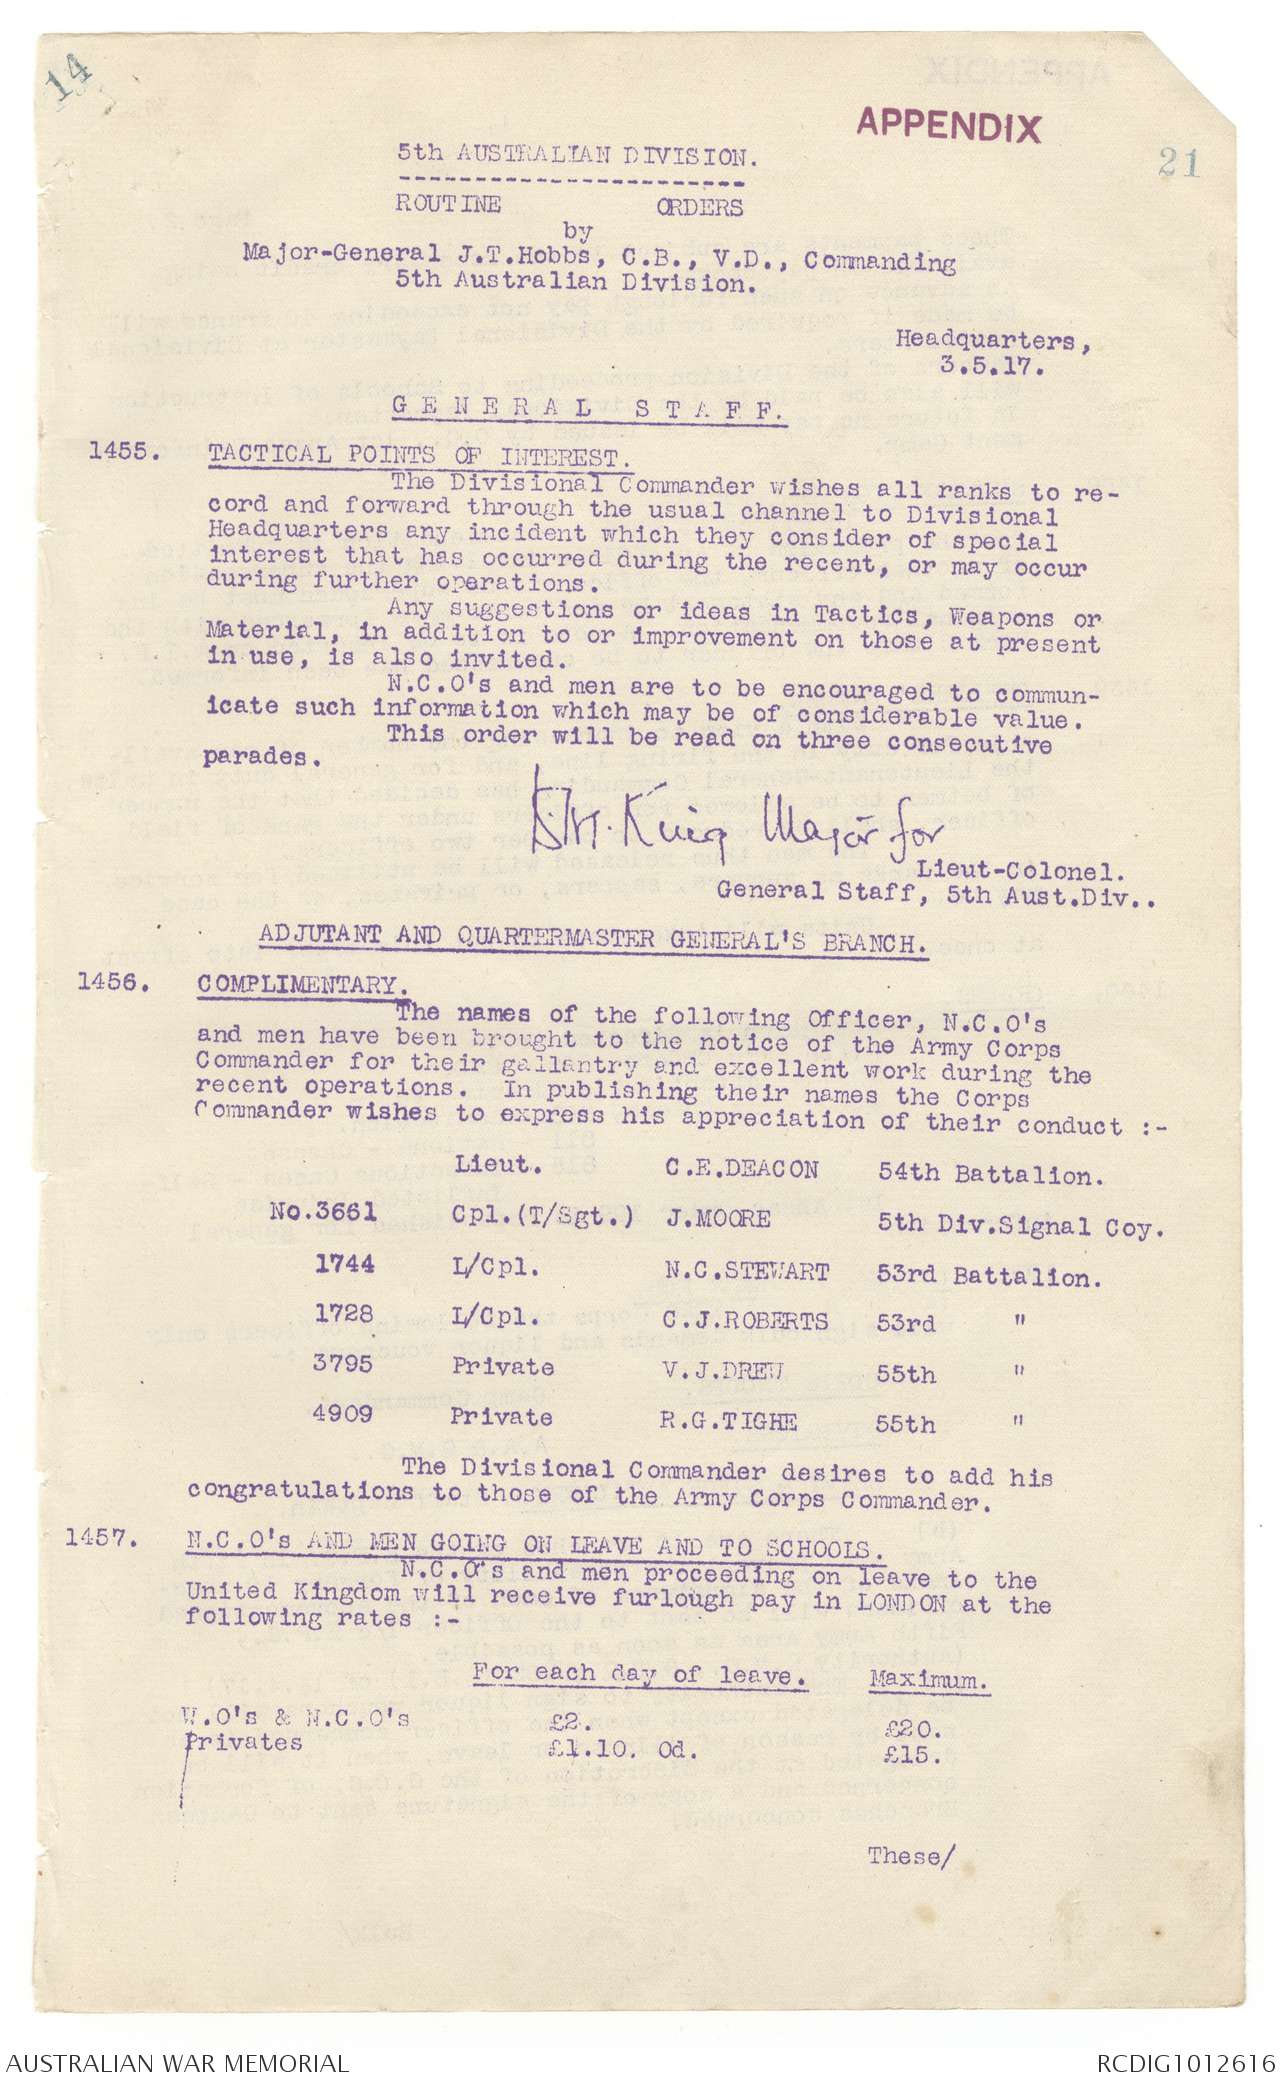 14
APPENDIX
21
5th AUSTRALIAN DIVISION.
ROUTINE ORDERS
by
Major-General J.T.Hobbs, C.B., V.D., Commanding
5th Australian Division.
Headquarters,
3.5.17.
GENERAL STAFF.
1455. TACTICAL POINTS OF INTEREST.
The Divisional Commander wishes all ranks to re-
cord and forward through the usual channel to Divisional
Headquarters any incident which they consider of special
interest that has occurred during the recent, or may occur
during further operations.
Any suggestions or ideas in Tactics, Weapons or
Material, in addition to or improvement on those at present
in use, is also invited.
N.C.O's and men are to be encouraged to commun-
icate such information which may be of considerable value.
This order will be read on three consecutive
parades.
King Major for
Lieut-Colonel.
General Staff, 5th Aust.Div..
ADJUTANT AND QUARTERMASTER GENERAL'S BRANCH.
1456. COMPLIMENTARY.
The names of the following Officer, N.C.O's
and men have been brought to the notice of the Army Corps
Commander for their gallantry and excellent work during the
recent operations. In publishing their names the Corps
Commander wishes to express his appreciation of their conduct :-
Lieut. C.E.DEACON 54th Battalion.
No.3661 Cpl.(T/Sgt.) J.MOORE 5th Div.Signal Coy.
1744 L/Cpl. N.C.STEWART 53rd Battalion.
1728 L/Cpl. C.J.ROBERTS 53rd "
3795 Private V.J.DREW 55th "
4909 Private R.G.TIGHE 55th "
The Divisional Commander desires to add his
congratulations to those of the Army Corps Commander.
1457. N.C.O's AND MEN GOING ON LEAVE AND TO SCHOOLS.
N.C.O's and men proceeding on leave to the
United Kingdom will receive furlough pay in LONDON at the
following rates :-
For each day of leave. Maximum.
W.O's & N.C.O's £2. £20.
Privates £1.10. 0d. £15.
These/
AUSTRALIAN WAR MEMORIAL RCDIG1012616